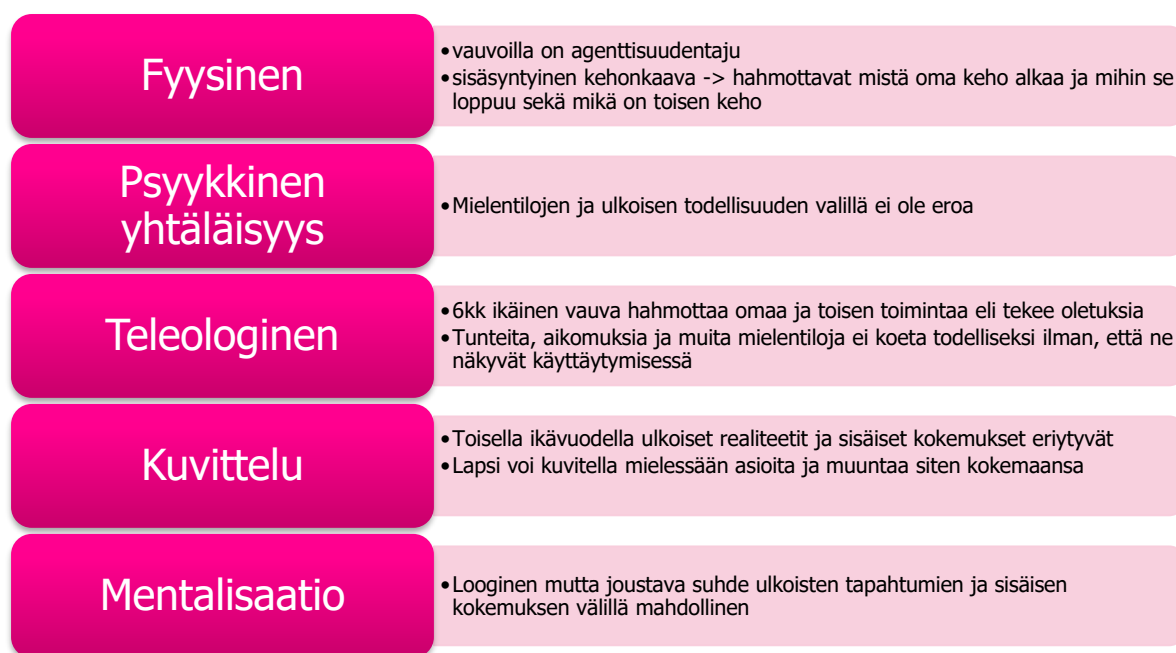 Fyysinen
•vauvoilla on agenttisuudentaju
•sisäsyntyinen kehonkaava -> hahmottavat mistä oma keho alkaa ja mihin se
loppuu sekä mikä on toisen keho
Psyykkinen
yhtäläisyys
•Mielentilojen ja ulkoisen todellisuuden valillä ei ole eroa
Teleologinen
•6kk ikäinen vauva hahmottaa omaa ja toisen toimintaa eli tekee oletuksia
•Tunteita, aikomuksia ja muita mielentiloja ei koeta todelliseksi ilman, että ne
näkyvät käyttäytymisessä
Kuvittelu
•Toisella ikävuodella ulkoiset realiteetit ja sisäiset kokemukset eriytyvät
•Lapsi voi kuvitella mielessään asioita ja muuntaa siten kokemaansa
Mentalisaatio
•Looginen mutta joustava suhde ulkoisten tapahtumien ja sisäisen
kokemuksen välillä mahdollinen